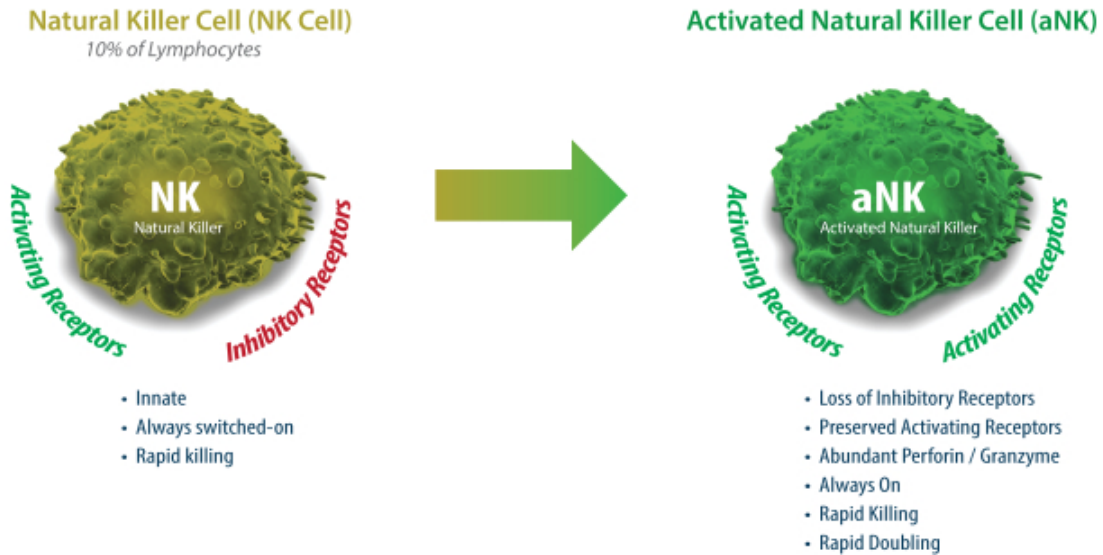 Natural Killer Cell (NK Cell)
10% of Lymphocytes
NK
Natural Killer
Activating Receptors
Inhibitory Receptors
• Innate
• Always switched-on
• Rapid killing
Activated Natural Killer Cell (aNK)
aNK
Activated Natural Killer
Activating Receptors
Activating Receptors
• Loss of Inhibitory Receptors
• Preserved Activating Receptors
• Abundant Perforin / Granzyme
• Always On
• Rapid Killing
• Rapid Doubling